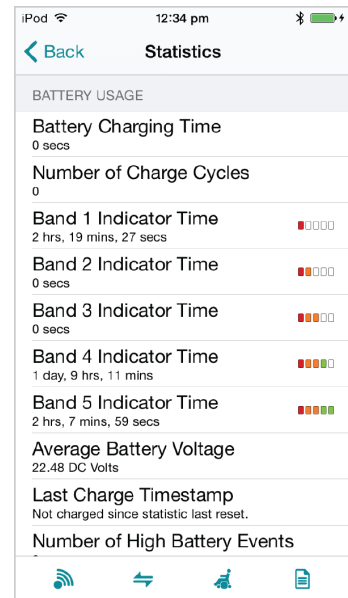 iPod 12:34 pm
Back Statistics
BATTERY USAGE
Battery Charging Time
0 secs
Number of Charge Cycles
0
Band 1 Indicator Time
2 hrs, 19 mins, 27 secs
Band 2 Indicator Time
0 secs
Band 3 Indicator Time
0 secs
Band 4 Indicator Time
1 day, 9 hrs, 11 mins
Band 5 Indicator Time
2 hrs, 7 mins, 59 secs
Average Battery Voltage
22.48 DC Volts
Last Charge Timestamp
Not charged since statistic last reset.
Number of High Battery Events